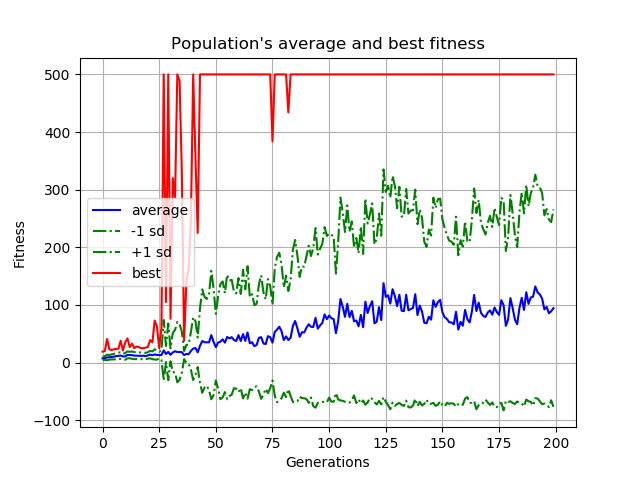 Population's average and best fitness
500
400
300
200
100
0
−100
Fitness
average
-1 sd
+1 sd
best
0 25 50 75 100 125 150 175 200
Generations